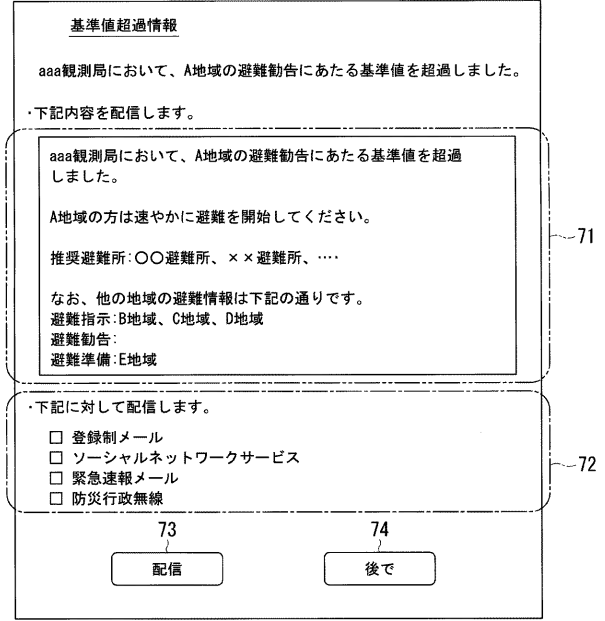 基準値超過情報
aaa観測局において、A地域の避難勧告にあたる基準値を超過しました。
・下記内容を配信します。
aaa観測局において、A地域の避難勧告にあたる基準値を超過
しました。
A地域の方は速やかに避難を開始してください。
推奨避難所:〇〇避難所、××避難所、‥‥
なお、他の地域の避難情報は下記の通りです。
避難指示:B地域、C地域、D地域
避難勧告:
避難準備:E地域
71
・下記に対して配信します。
□ 登録制メール
□ ソーシャルネットワークサービス
□ 緊急速報メール
□ 防災行政無線
72
73
74
配信
後で